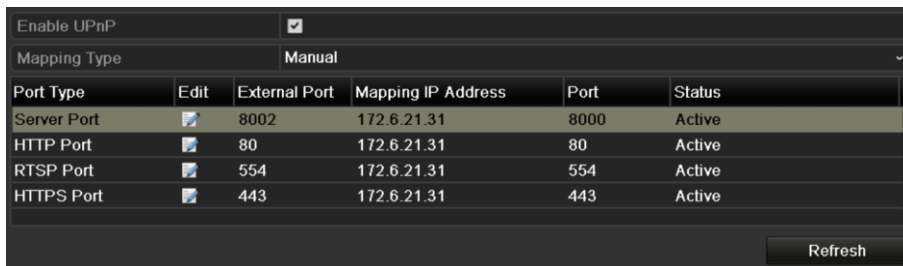 Enable UPnP
Mapping Type Manual
Port Type Edit External Port Mapping IP Address Port Status
Server Port 8002 172.6.21.31 8000 Active
HTTP Port 80 172.6.21.31 80 Active
RTSP Port 554 172.6.21.31 554 Active
HTTPS Port 443 172.6.21.31 443 Active
Refresh